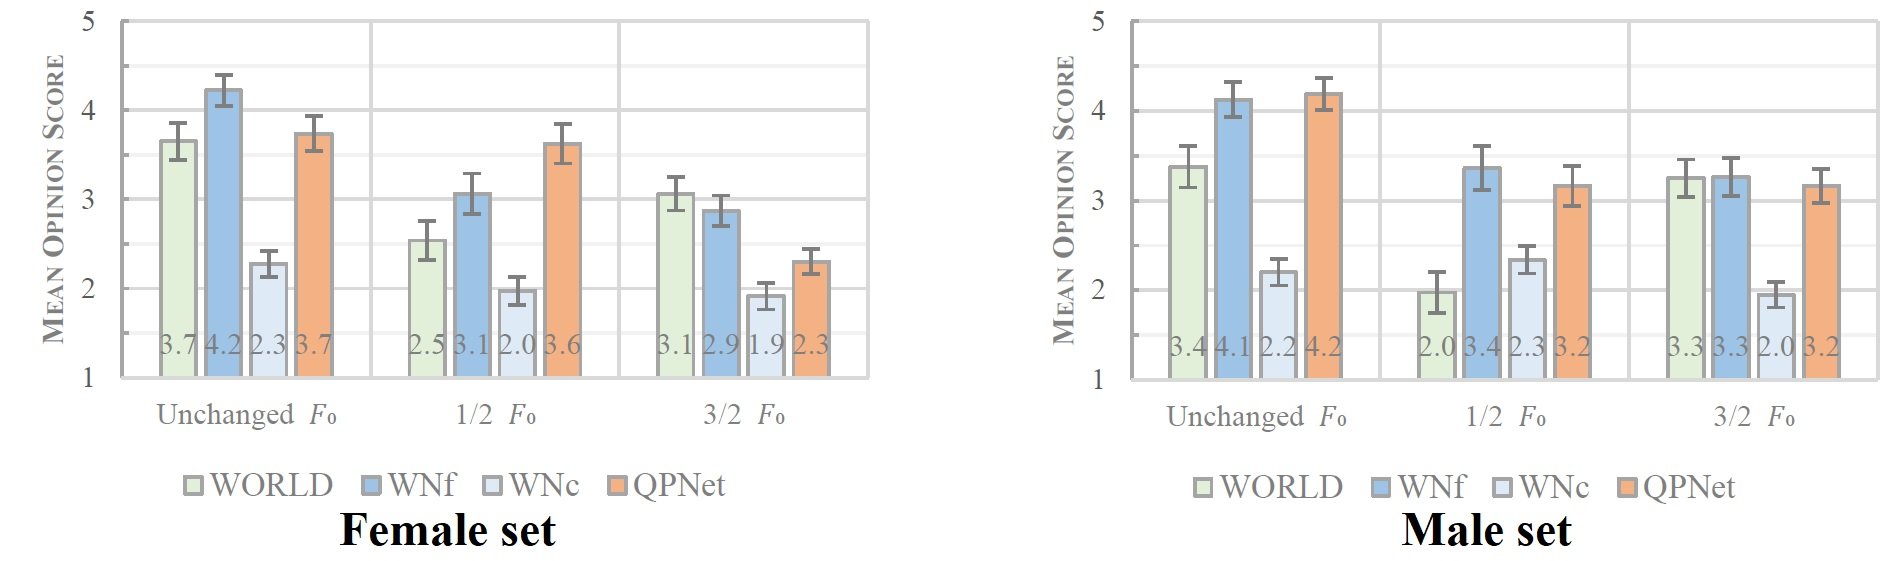 MEAN OPINION SCORE
5
4
3
2
1
3.7 4.2 2.3 3.7
2.5 3.1 2.0 3.6
3.1 2.9 1.9 2.3
Unchanged F₀ 1/2 F₀ 3/2 F₀
WORLD WNf WNc QPNet
Female set
MEAN OPINION SCORE
5
4
3
2
1
3.4 4.1 2.2 4.2
2.0 3.4 2.3 3.2
3.3 3.3 2.0 3.2
Unchanged F₀ 1/2 F₀ 3/2 F₀
WORLD WNf WNc QPNet
Male set